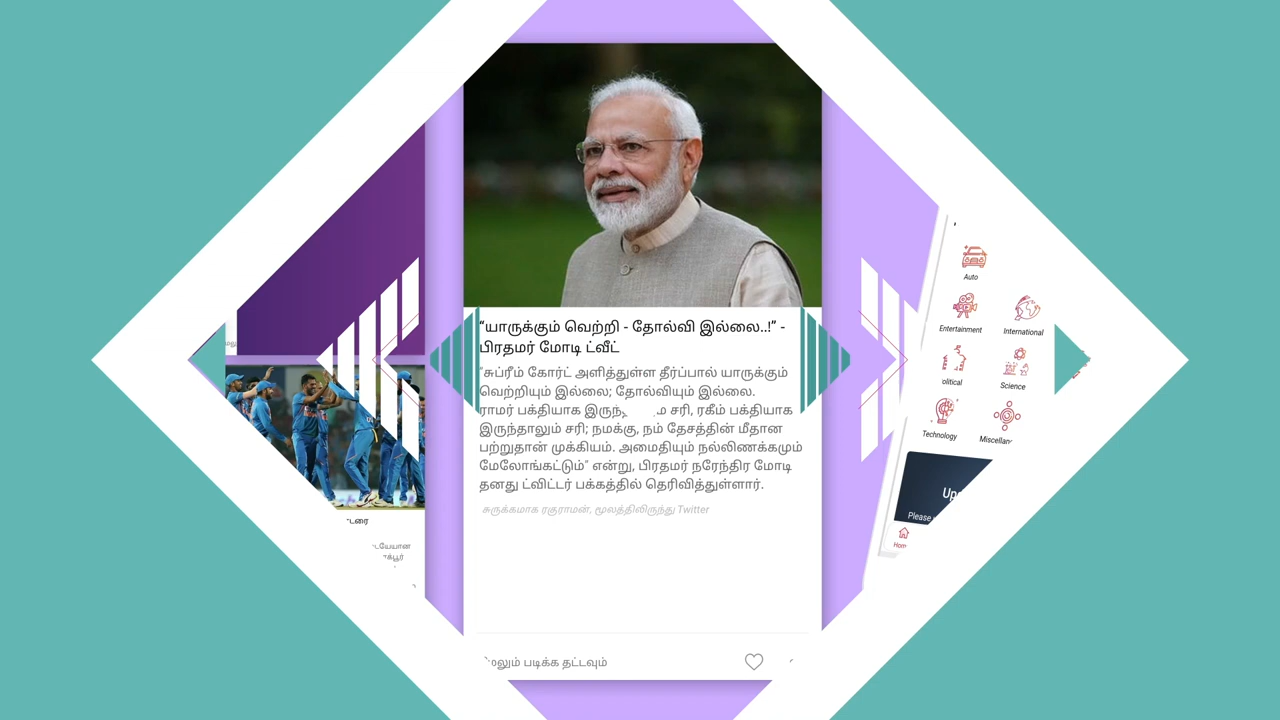 “யாருக்கும் வெற்றி - தோல்வி இல்லை..!” -
பிரதமர் மோடி ட்வீட்
"சுப்ரீம் கோர்ட் அளித்துள்ள தீர்ப்பால் யாருக்கும்
வெற்றியும் இல்லை; தோல்வியும் இல்லை.
ராமர் பக்தியாக சரி, ரகீம் பக்தியாக
இருந்தாலும் சரி; நமக்கு, நம் தேசத்தின் மீதான
பற்றுதான் முக்கியம். அமைதியும் நல்லிணக்கமும்
மேலோங்கட்டும்" என்று, பிரதமர் நரேந்திர மோடி
தனது ட்விட்டர் பக்கத்தில் தெரிவித்துள்ளார்.
சுருக்கமாக ரகுராமன், மூலத்திலிருந்து Twitter
படிக்க தட்டவும்
Auto
Entertainment
International
Science
Technology
Please